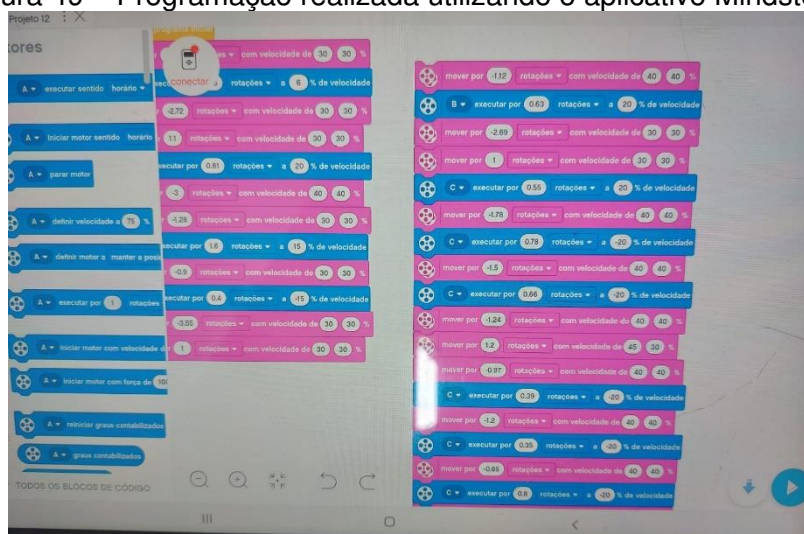 ura 40 – Programação realizada utilizando o aplicativo Mindsto
Projeto 12
tores
A executar sentido horário
A iniciar motor sentido horário
A parar motor
A definir velocidade a 75 %
A definir motor a manter a posi
A executar por 1 rotações
A iniciar motor com velocidade d
A iniciar motor com força de 100
A reiniciar graus contabilizados
A graus contabilizados
TODOS OS BLOCOS DE CÓDIGO
programa iniciar
conectar
com velocidade de 30 30 %
a 6 % de velocidade
-2.72 rotações com velocidade de 30 30 %
1.1 rotações com velocidade de 30 30 %
executar por 0.81 rotações a 20 % de velocidade
-3 rotações com velocidade de 40 40 %
-1.26 rotações com velocidade de 30 30 %
executar por 1.6 rotações a 15 % de velocidade
-0.9 rotações com velocidade de 30 30 %
executar por 0.4 rotações a -15 % de velocidade
-3.55 rotações com velocidade de 30 30 %
1 rotações com velocidade de 30 30 %
mover por -1.12 rotações com velocidade de 40 40 %
B executar por 0.63 rotações a 20 % de velocidade
mover por -2.69 rotações com velocidade de 30 30 %
mover por 1 rotações com velocidade de 30 30 %
C executar por 0.55 rotações a 20 % de velocidade
mover por -1.78 rotações com velocidade de 40 40 %
C executar por 0.78 rotações a -20 % de velocidade
mover por -1.5 rotações com velocidade de 40 40 %
C executar por 0.66 rotações a -20 % de velocidade
mover por -1.24 rotações com velocidade de 40 40 %
mover por 1.2 rotações com velocidade de 45 30 %
mover por -0.97 rotações com velocidade de 40 40 %
C executar por 0.39 rotações a -20 % de velocidade
mover por -1.2 rotações com velocidade de 40 40 %
C executar por 0.35 rotações a -20 % de velocidade
mover por -0.85 rotações com velocidade de 40 40 %
C executar por 0.6 rotações a -20 % de velocidade